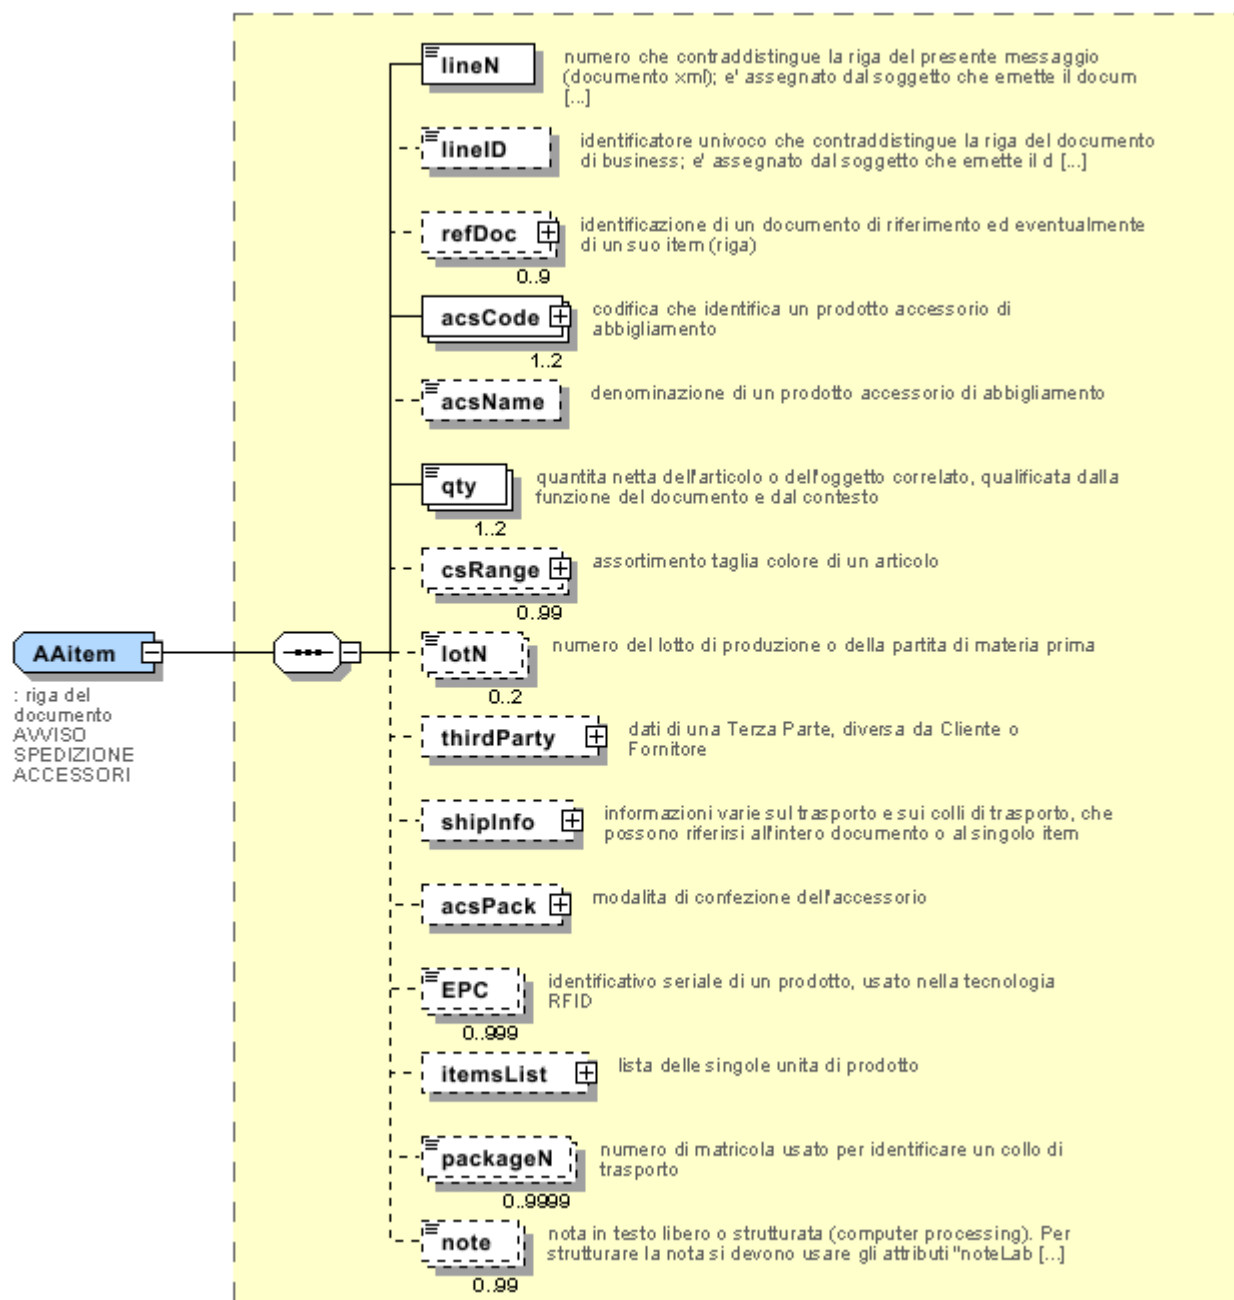 lineN
numero che contraddistingue la riga del presente messaggio
(documento xml); e' assegnato dal soggetto che emette il docum
[...]
lineID
identificatore univoco che contraddistingue la riga del documento
di business; e' assegnato dal soggetto che emette il d [...]
refDoc
identificazione di un documento di riferimento ed eventualmente
di un suo item (riga)
0..9
acsCode
codifica che identifica un prodotto accessorio di
abbigliamento
1..2
acsName
denominazione di un prodotto accessorio di abbigliamento
qty
quantita netta dell'articolo o dell'oggetto correlato, qualificata dalla
funzione del documento e dal contesto
1..2
csRange
assortimento taglia colore di un articolo
0..99
AAitem
: riga del
documento
AVVISO
SPEDIZIONE
ACCESSORI
lotN
numero del lotto di produzione o della partita di materia prima
0..2
thirdParty
dati di una Terza Parte, diversa da Cliente o
Fornitore
shipInfo
informazioni varie sul trasporto e sui colli di trasporto, che
possono riferirsi all'intero documento o al singolo item
acsPack
modalita di confezione dell'accessorio
EPC
identificativo seriale di un prodotto, usato nella tecnologia
RFID
0..999
itemsList
lista delle singole unita di prodotto
packageN
numero di matricola usato per identificare un collo di
trasporto
0..9999
note
nota in testo libero o strutturata (computer processing). Per
strutturare la nota si devono usare gli attributi "noteLab [...]
0..99